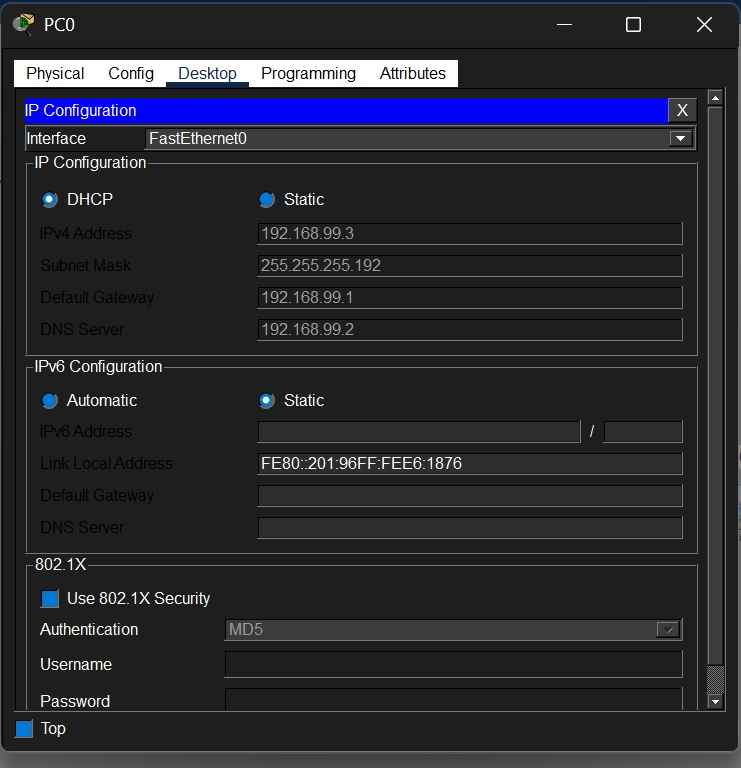 PC0
Physical Config Desktop Programming Attributes
IP Configuration X
Interface FastEthernet0
IP Configuration
DHCP Static
IPv4 Address 192.168.99.3
Subnet Mask 255.255.255.192
Default Gateway 192.168.99.1
DNS Server 192.168.99.2
IPv6 Configuration
Automatic Static
IPv6 Address /
Link Local Address FE80::201:96FF:FEE6:1876
Default Gateway
DNS Server
802.1X
Use 802.1X Security
Authentication MD5
Username
Password
Top